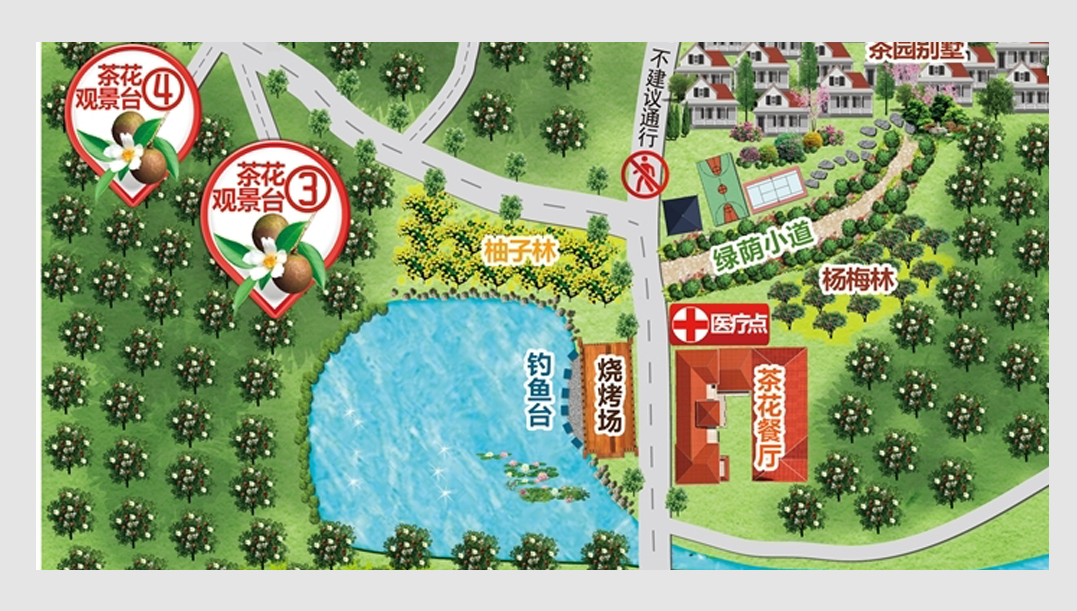 茶园别墅
不建议通行
茶花
观景台④
茶花
观景台③
柚子林
绿荫小道
杨梅林
医疗点
钓鱼台
烧烤场
茶花餐厅